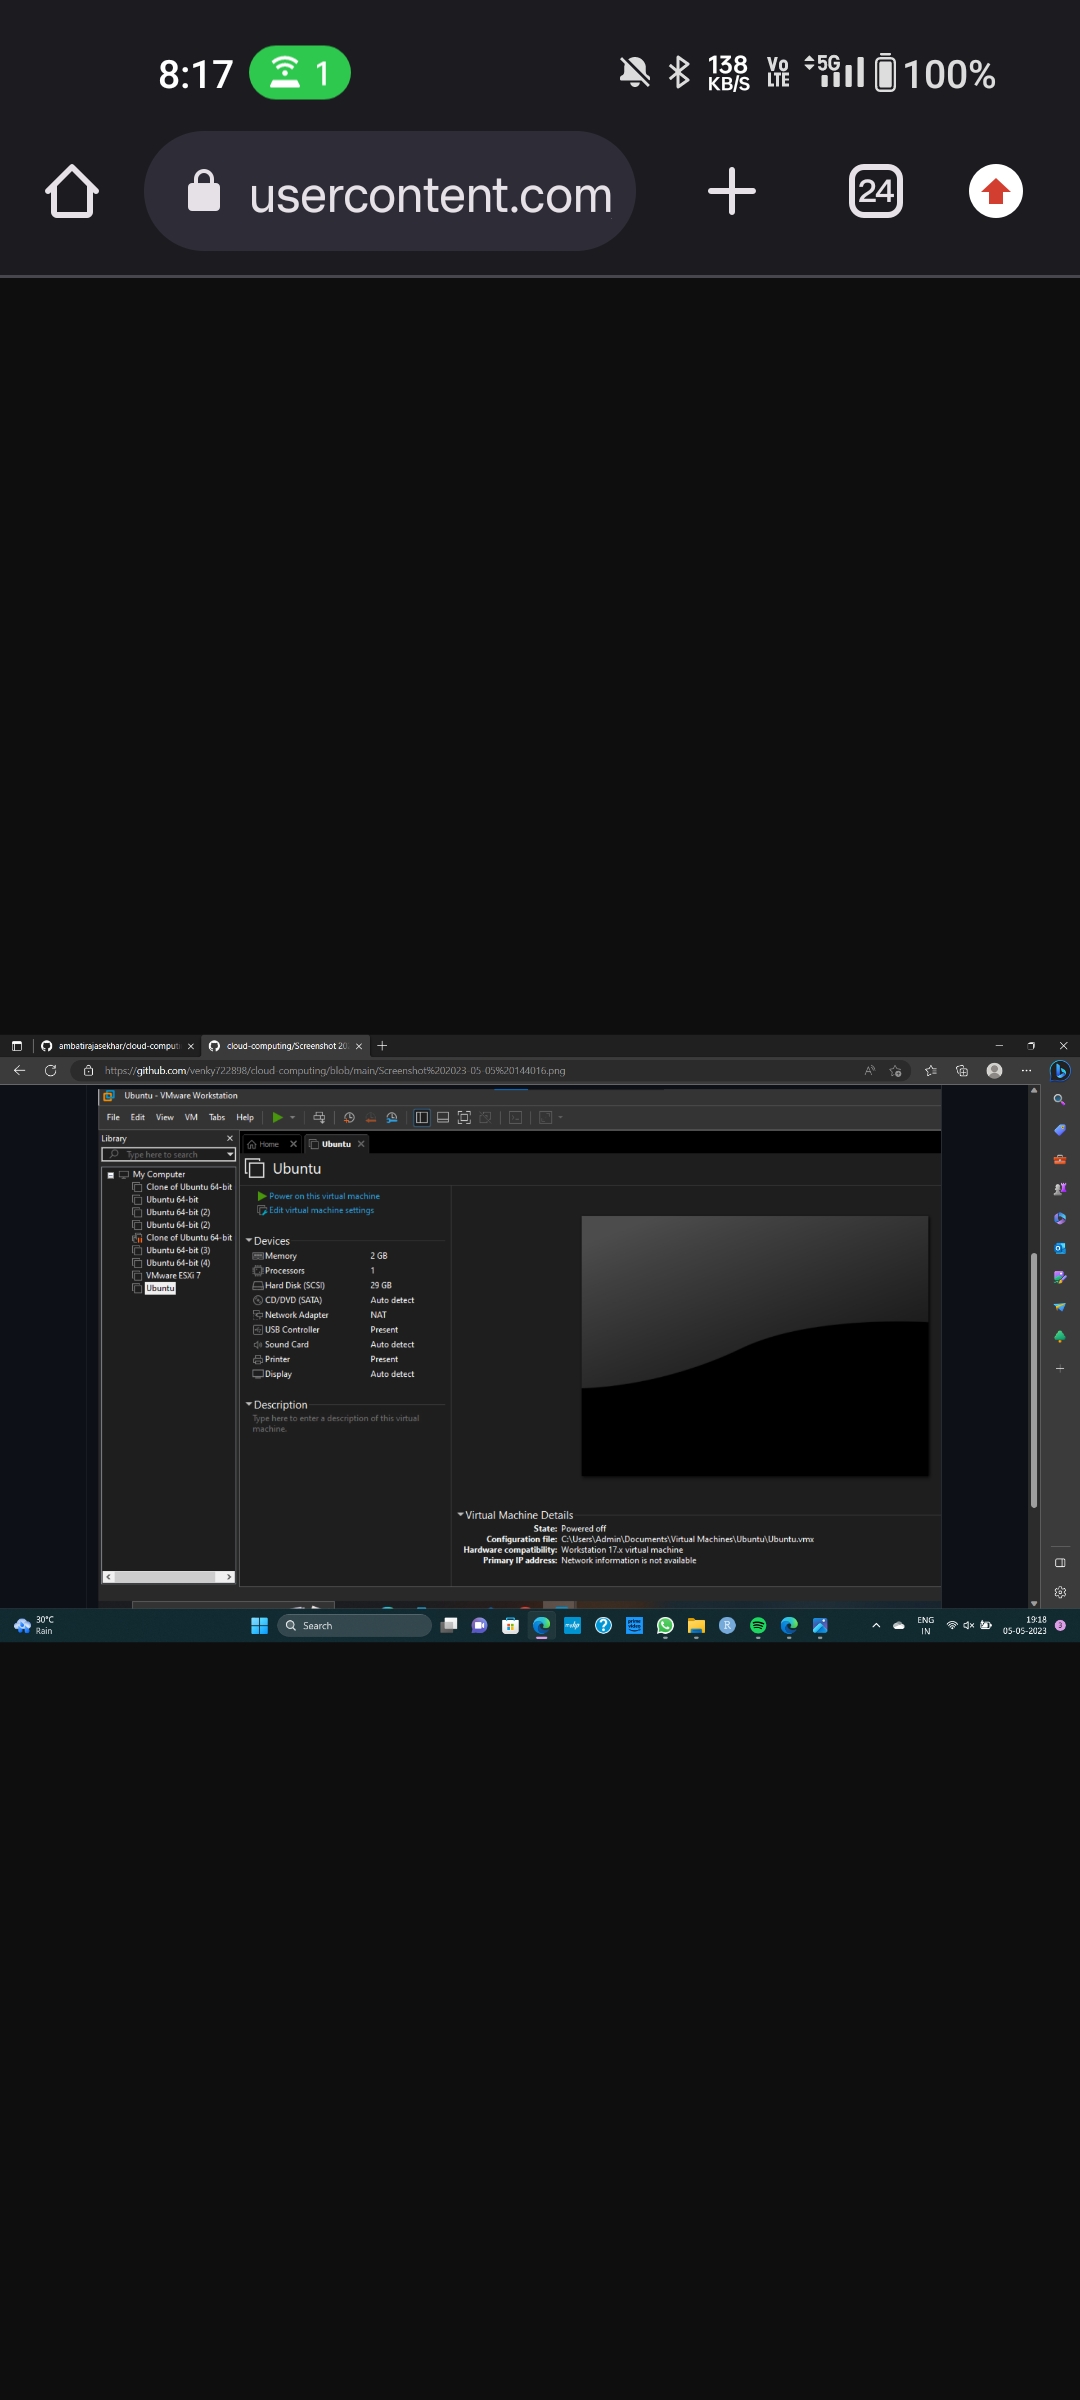 8:17 1 138 KB/S Vo LTE 5G 100%
usercontent.com 24
ambatirajasekhar/cloud-computi cloud-computing/Screenshot 20
https://github.com/venky722898/cloud-computing/blob/main/Screenshot%202023-05-05%20144016.png
Ubuntu - VMware Workstation
File Edit View VM Tabs Help
Library
Home Ubuntu
Type here to search
Ubuntu
My Computer
Clone of Ubuntu 64-bit
Ubuntu 64-bit
Ubuntu 64-bit (2)
Ubuntu 64-bit (2)
Clone of Ubuntu 64-bit
Ubuntu 64-bit (3)
Ubuntu 64-bit (4)
VMware ESXi 7
Ubuntu
Power on this virtual machine
Edit virtual machine settings
Devices
Memory 2 GB
Processors 1
Hard Disk (SCSI) 29 GB
CD/DVD (SATA) Auto detect
Network Adapter NAT
USB Controller Present
Sound Card Auto detect
Printer Present
Display Auto detect
Description
Type here to enter a description of this virtual
machine.
Virtual Machine Details
State: Powered off
Configuration file: C:\Users\Admin\Documents\Virtual Machines\Ubuntu\Ubuntu.vmx
Hardware compatibility: Workstation 17.x virtual machine
Primary IP address: Network information is not available
30°C
Rain
Search
prime video
ENG
IN
19:18
05-05-2023
3